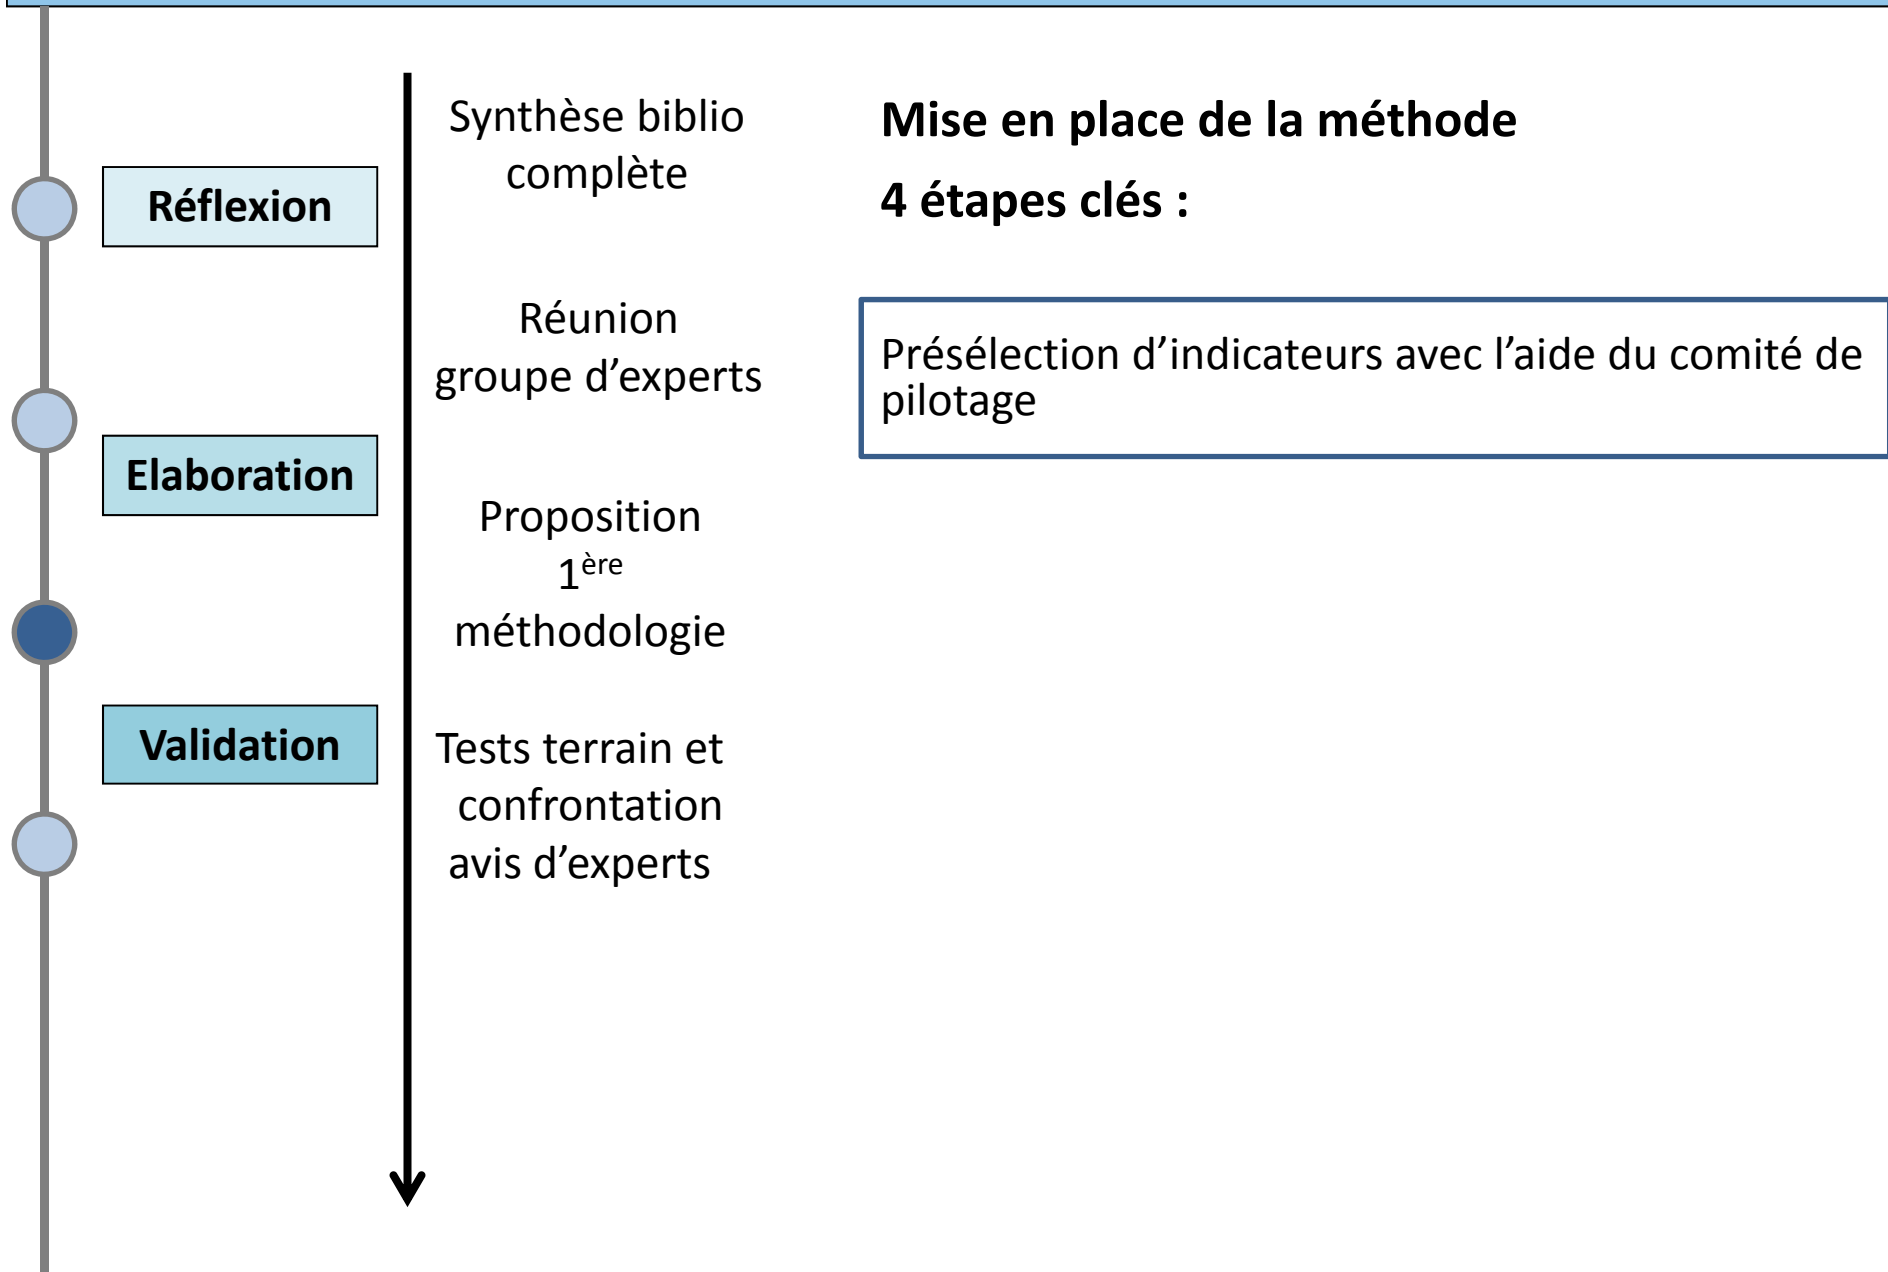 Réflexion
Elaboration
Validation
Synthèse biblio
complète
Réunion
groupe d’experts
Proposition
1ère
méthodologie
Tests terrain et
confrontation
avis d’experts
Mise en place de la méthode
4 étapes clés :
Présélection d’indicateurs avec l’aide du comité de
pilotage